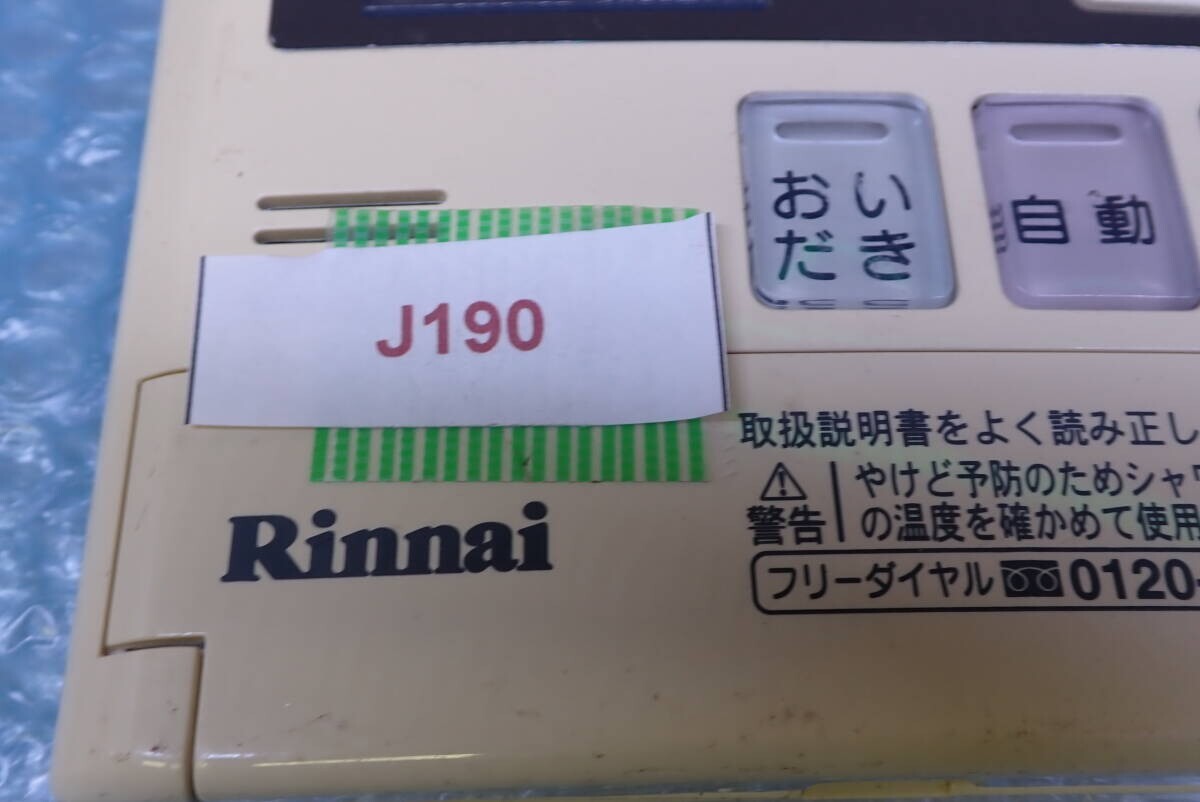 おい
だき
自動
J190
取扱説明書をよく読み正し
警告
やけど予防のためシャワ
の温度を確かめて使用
Rinnai
フリーダイヤル 0120-